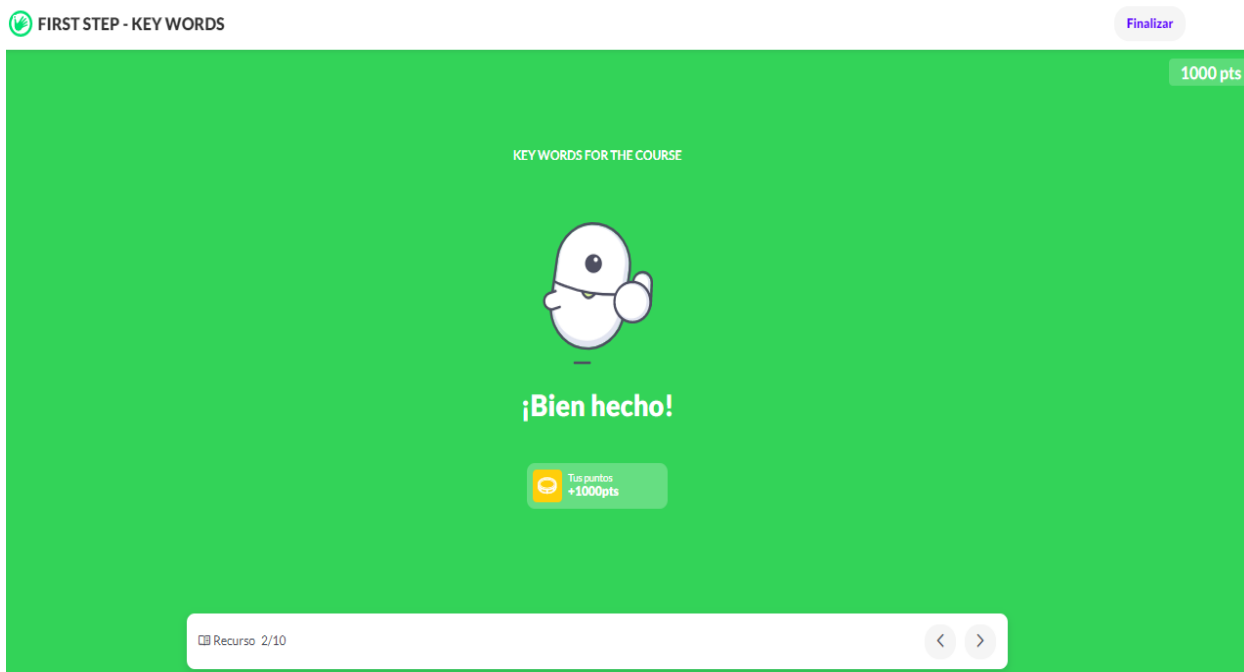 FIRST STEP - KEY WORDS
Finalizar
1000 pts
KEY WORDS FOR THE COURSE
¡Bien hecho!
Tus puntos
+1000pts
Recurso 2/10